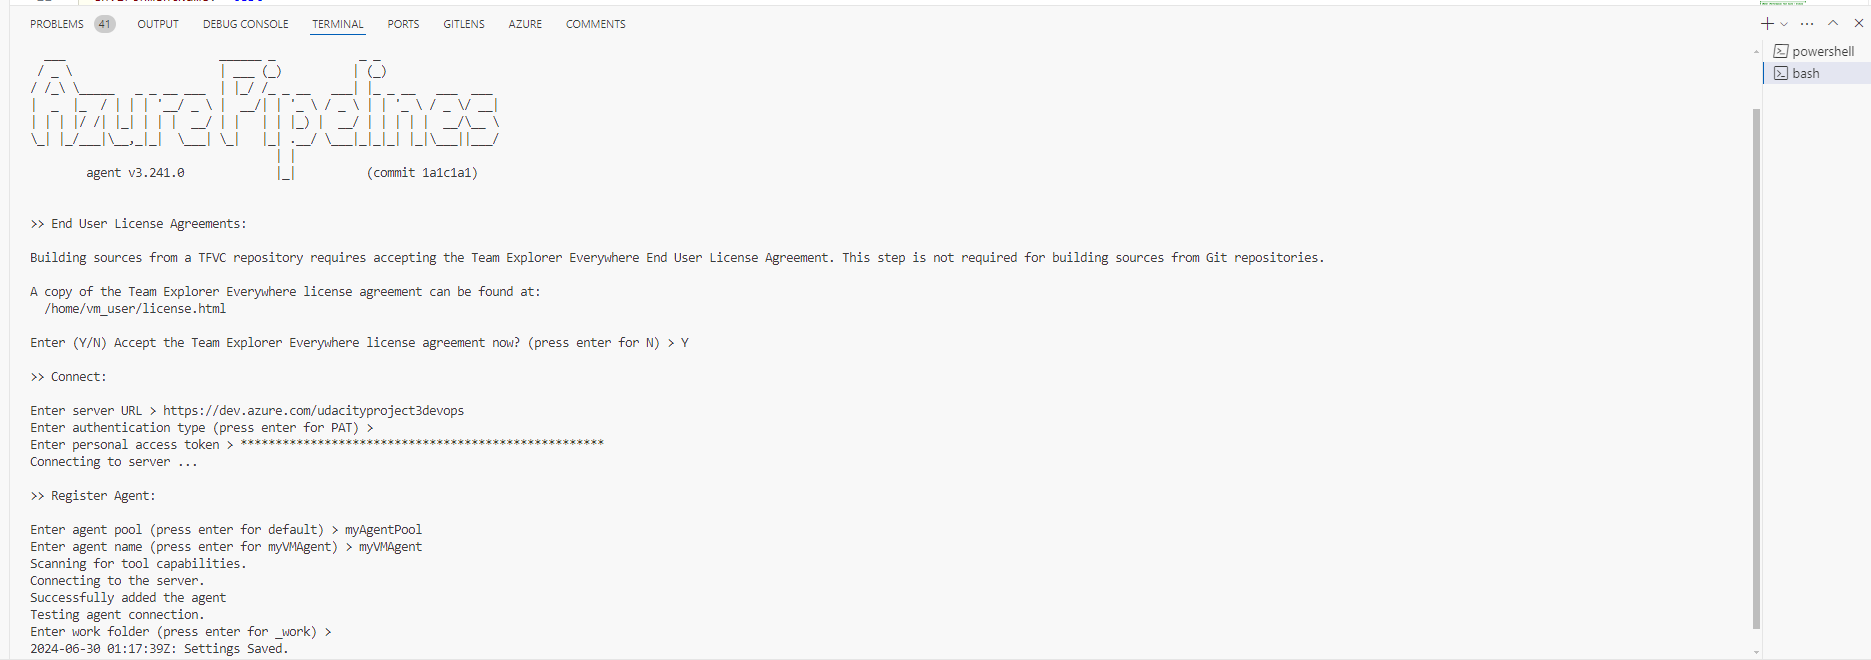 PROBLEMS 41 OUTPUT DEBUG CONSOLE TERMINAL PORTS GITLENS AZURE COMMENTS
powershell
bash
AzurePipelines
agent v3.241.0 (commit 1a1c1a1)
>> End User License Agreements:
Building sources from a TFVC repository requires accepting the Team Explorer Everywhere End User License Agreement. This step is not required for building sources from Git repositories.
A copy of the Team Explorer Everywhere license agreement can be found at:
/home/vm_user/license.html
Enter (Y/N) Accept the Team Explorer Everywhere license agreement now? (press enter for N) > Y
>> Connect:
Enter server URL > https://dev.azure.com/udacityproject3devops
Enter authentication type (press enter for PAT) >
Enter personal access token > ****************************************************
Connecting to server ...
>> Register Agent:
Enter agent pool (press enter for default) > myAgentPool
Enter agent name (press enter for myVMAgent) > myVMAgent
Scanning for tool capabilities.
Connecting to the server.
Successfully added the agent
Testing agent connection.
Enter work folder (press enter for _work) >
2024-06-30 01:17:39Z: Settings Saved.